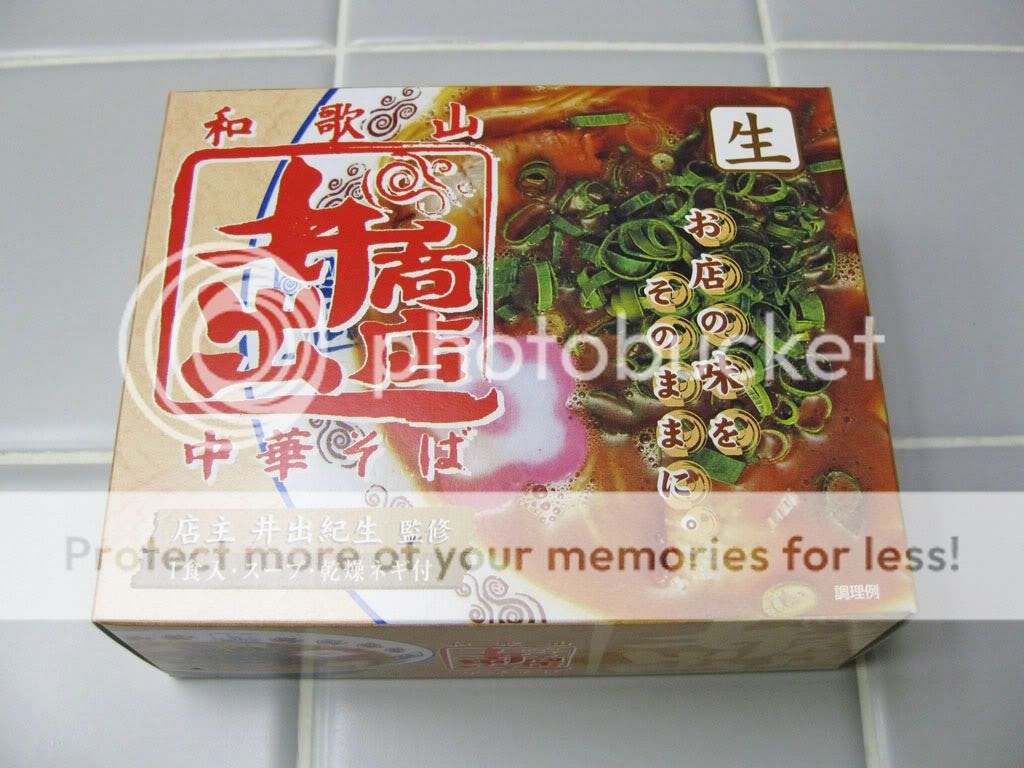 和歌山
井出商店
中華そば
店主 井出紀生 監修
1食入・スープ・乾燥ネギ付
生
お店の味を
そのままに。
調理例
photobucket
Protect more of your memories for less!